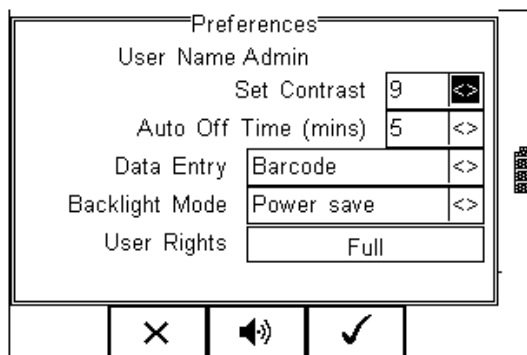 Preferences
User Name Admin
Set Contrast 9 <>
Auto Off Time (mins) 5 <>
Data Entry Barcode <>
Backlight Mode Power save <>
User Rights Full